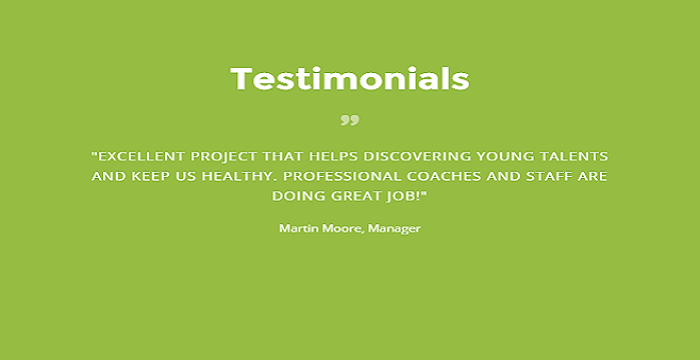 Testimonials
”
"EXCELLENT PROJECT THAT HELPS DISCOVERING YOUNG TALENTS
AND KEEP US HEALTHY. PROFESSIONAL COACHES AND STAFF ARE
DOING GREAT JOB!"
Martin Moore, Manager